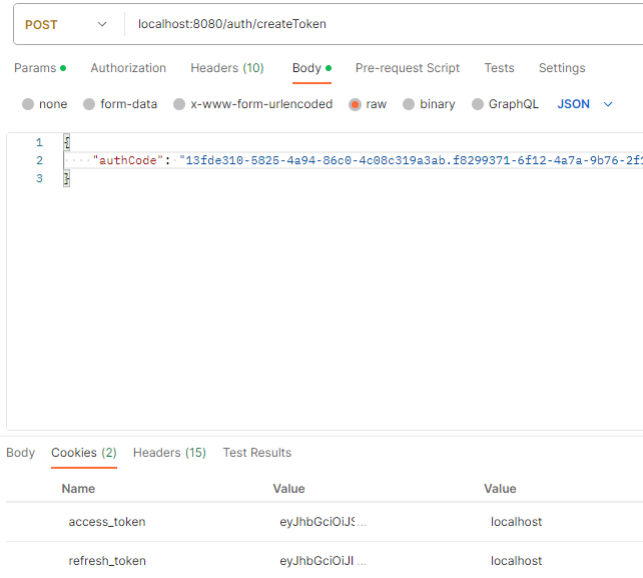 POST localhost:8080/auth/createToken
Params Authorization Headers (10) Body Pre-request Script Tests Settings
none form-data x-www-form-urlencoded raw binary GraphQL JSON
1 {
2 "authCode": "13fde310-5825-4a94-86c0-4c08c319a3ab.f8299371-6f12-4a7a-9b76-2f1
3 }
Body Cookies (2) Headers (15) Test Results
Name Value Value
access_token eyJhbGciOiJS... localhost
refresh_token eyJhbGciOiJI... localhost